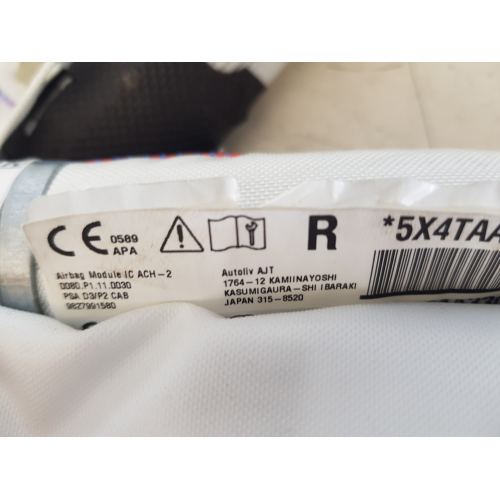 CE 0589
APA
R *5X4TAA
Airbag Module IC ACH-2
0080.P1.11.0030
PSA D3/P2 CAB
9827991580
Autoliv AJT
1764-12 KAMIINAYOSHI
KASUMIGAURA-SHI IBARAKI
JAPAN 315-8520